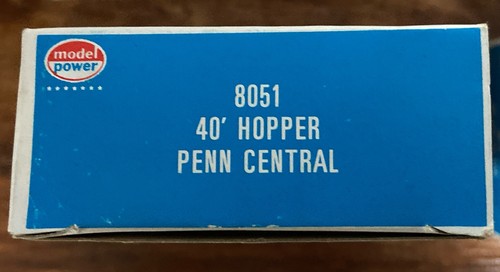 model
power
8051
40' HOPPER
PENN CENTRAL